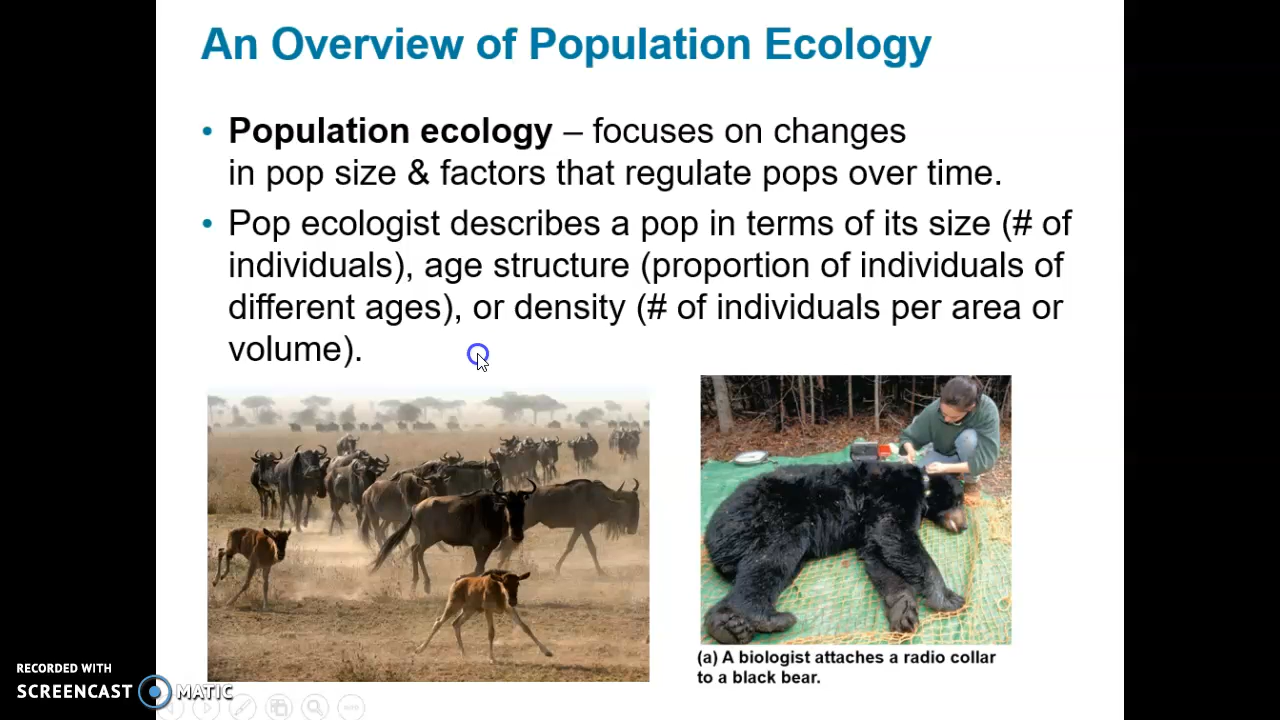 An Overview of Population Ecology
• Population ecology – focuses on changes
in pop size & factors that regulate pops over time.
• Pop ecologist describes a pop in terms of its size (# of
individuals), age structure (proportion of individuals of
different ages), or density (# of individuals per area or
volume).
(a) A biologist attaches a radio collar
to a black bear.
RECORDED WITH
SCREENCAST MATIC